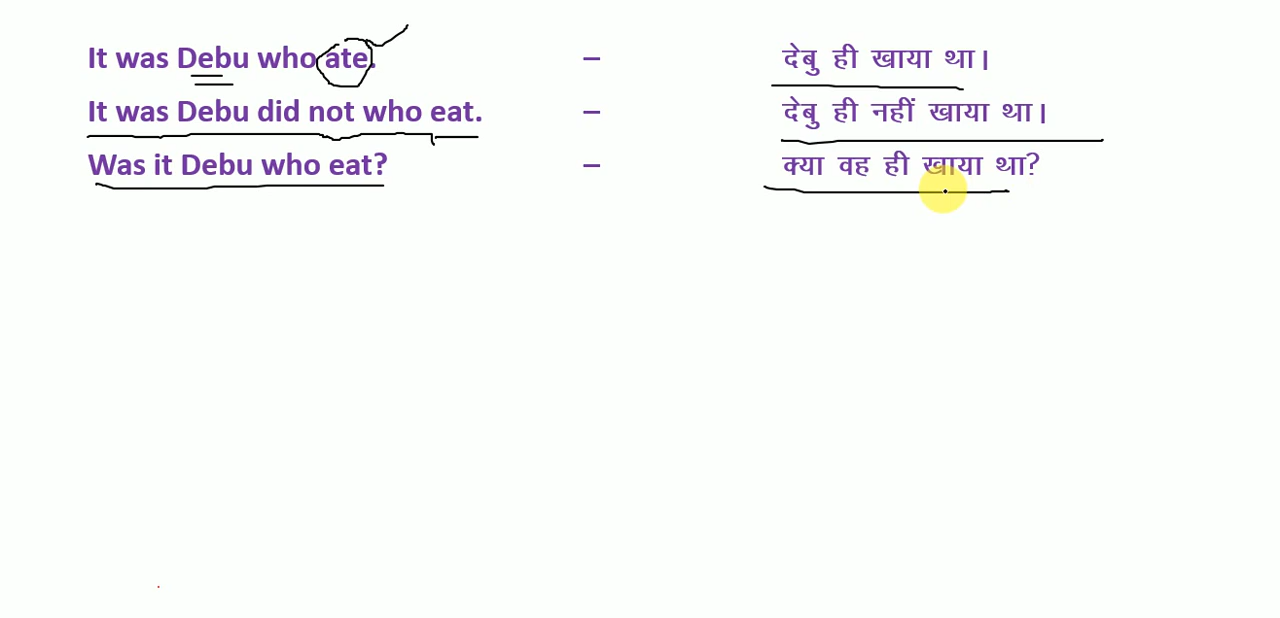 It was Debu who ate. – देबु ही खाया था।
It was Debu did not who eat. – देबु ही नहीं खाया था।
Was it Debu who eat? – क्या वह ही खाया था?